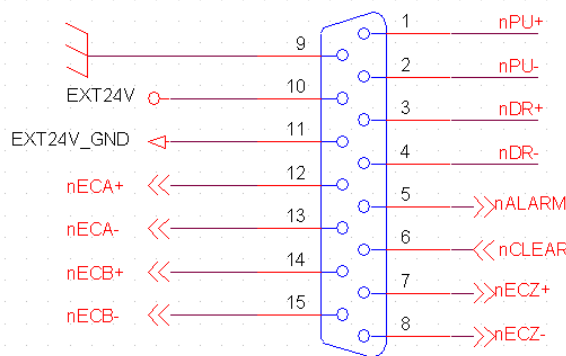 1 nPU+
9
2 nPU-
EXT24V 10
3 nDR+
EXT24V_GND 11
4 nDR-
nECA+ 12
5 nALARM
nECA- 13
6 nCLEAR
nECB+ 14
7 nECZ+
nECB- 15
8 nECZ-